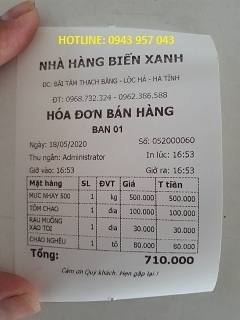 HOTLINE: 0943 957 043
NHÀ HÀNG BIỂN XANH
ĐC: BÃI TẮM THẠCH BẰNG - LỘC HÀ - HÀ TĨNH
ĐT: 0968.732.324 - 0962.386.588
HÓA ĐƠN BÁN HÀNG
BAN 01
Ngày: 18/05/2020 Số: 052000060
Thu ngân: Administrator In lúc: 16:53
Giờ vào: 16:53 Giờ ra: 16:53
Mặt hàng SL ĐVT Giá T tiền
MỰC NHẢY 500 1 kg 500.000 500.000
TÔM CHAO 1 dia 100.000 100.000
RAU MUỐNG
XÀO TỎI 1 dia 30.000 30.000
CHÁO NGHÊU 1 tô 80.000 80.000
Tổng: 710.000
Cám ơn Quý khách. Hẹn gặp lại.!